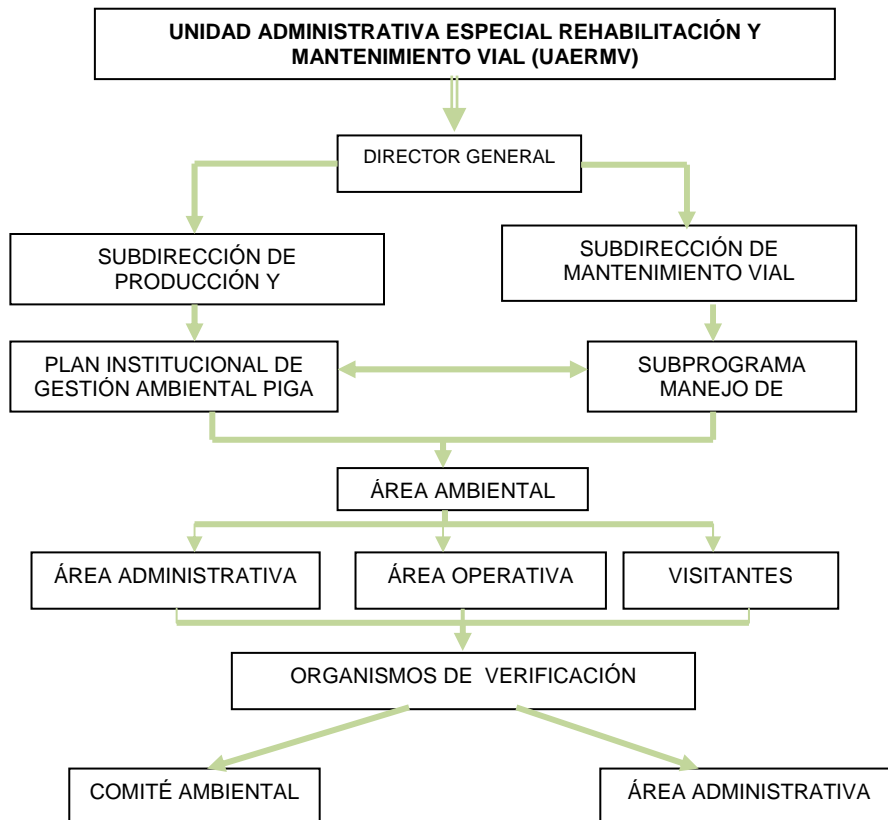 UNIDAD ADMINISTRATIVA ESPECIAL REHABILITACIÓN Y
MANTENIMIENTO VIAL (UAERMV)
DIRECTOR GENERAL
SUBDIRECCIÓN DE
PRODUCCIÓN Y
SUBDIRECCIÓN DE
MANTENIMIENTO VIAL
PLAN INSTITUCIONAL DE
GESTIÓN AMBIENTAL PIGA
SUBPROGRAMA
MANEJO DE
ÁREA AMBIENTAL
ÁREA ADMINISTRATIVA
ÁREA OPERATIVA
VISITANTES
ORGANISMOS DE VERIFICACIÓN
COMITÉ AMBIENTAL
ÁREA ADMINISTRATIVA